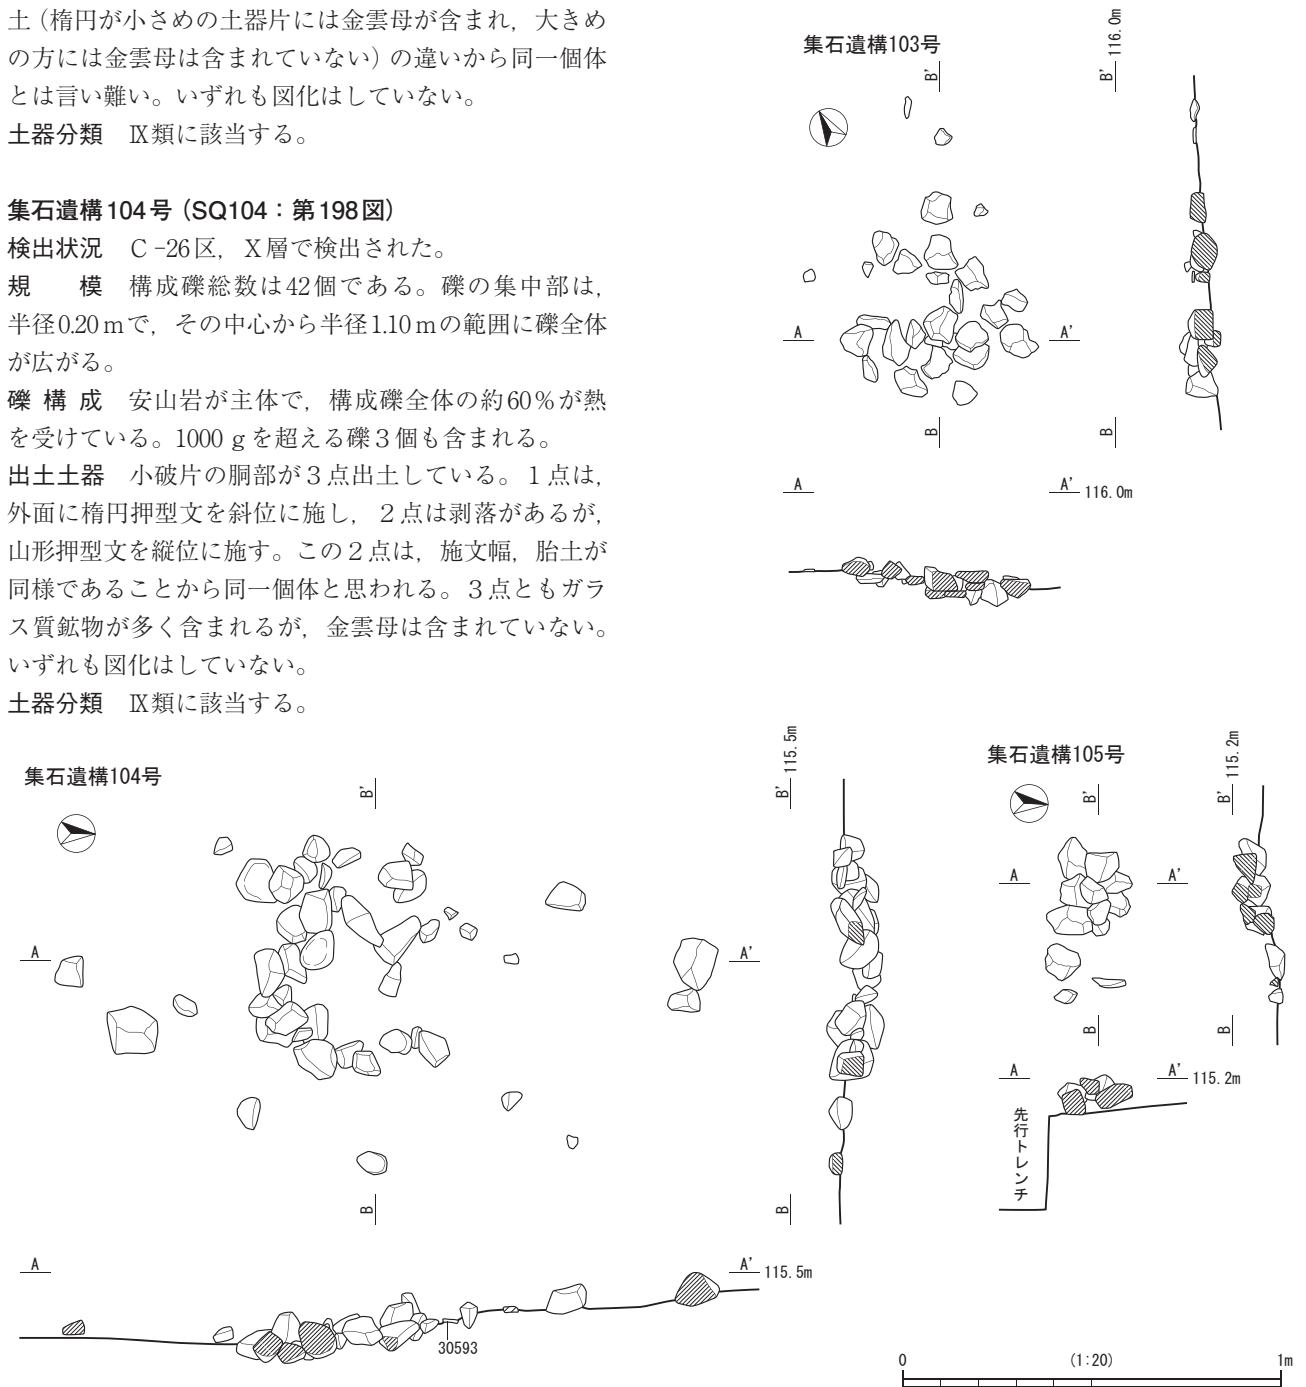 土（楕円が小さめの土器片には金雲母が含まれ，大きめ
の方には金雲母は含まれていない）の違いから同一個体
とは言い難い。いずれも図化はしていない。
土器分類　Ⅸ類に該当する。
集石遺構104号（SQ104：第198図）
検出状況　Ｃ-26区，Ⅹ層で検出された。
規　模　構成礫総数は42個である。礫の集中部は，
半径0.20ｍで，その中心から半径1.10ｍの範囲に礫全体
が広がる。
礫構成　安山岩が主体で，構成礫全体の約60％が熱
を受けている。1000ｇを超える礫３個も含まれる。
出土土器　小破片の胴部が３点出土している。１点は，
外面に楕円押型文を斜位に施し，２点は剥落があるが，
山形押型文を縦位に施す。この２点は，施文幅，胎土が
同様であることから同一個体と思われる。３点ともガラ
ス質鉱物が多く含まれるが，金雲母は含まれていない。
いずれも図化はしていない。
土器分類　Ⅸ類に該当する。
集石遺構103号
B'
B' 116.0m
A
A'
B
B
A
A' 116.0m
集石遺構104号
B'
B' 115.5m
A
A'
B
B
A
A' 115.5m
30593
集石遺構105号
B'
B' 115.2m
A
A'
B
B
A
A' 115.2m
先行トレンチ
0 (1:20) 1m